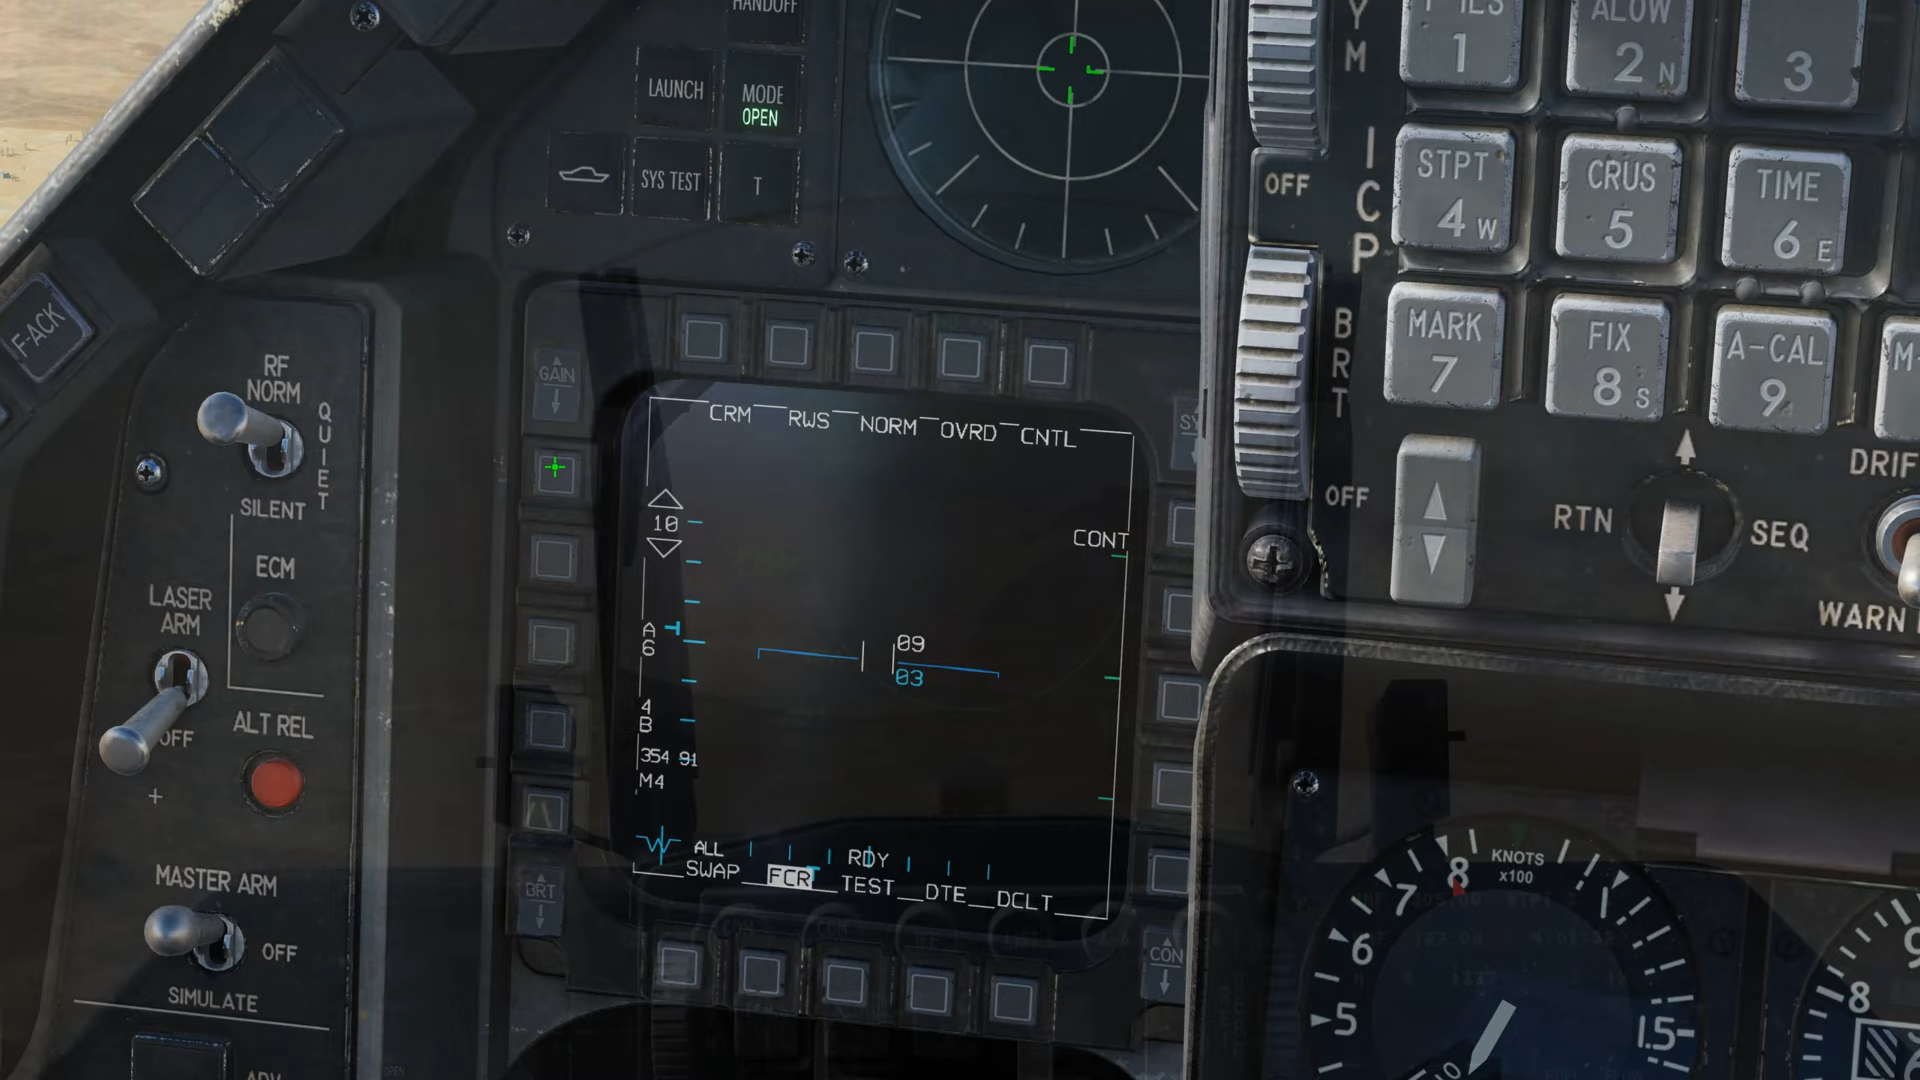 HANDOFF
LAUNCH
MODE
OPEN
SYS TEST
T
F-ACK
RF
NORM
QUIET
SILENT
ECM
LASER
ARM
OFF
ALT REL
+
MASTER ARM
OFF
SIMULATE
GAIN
BRT
CON
CRM RWS NORM OVRD CNTL
10
CONT
A
6
09
03
4
B
354 91
M4
ALL
RDY
SWAP FCR TEST DTE DCLT
YM
ICP
OFF
BRT
OFF
1
ALOW
2 N
3
STPT
4 W
CRUS
5
TIME
6 E
MARK
7
FIX
8 S
A-CAL
9
M-
RTN
SEQ
DRIF
WARN
KNOTS
x100
8
7
6
5
1
1.5
8
9